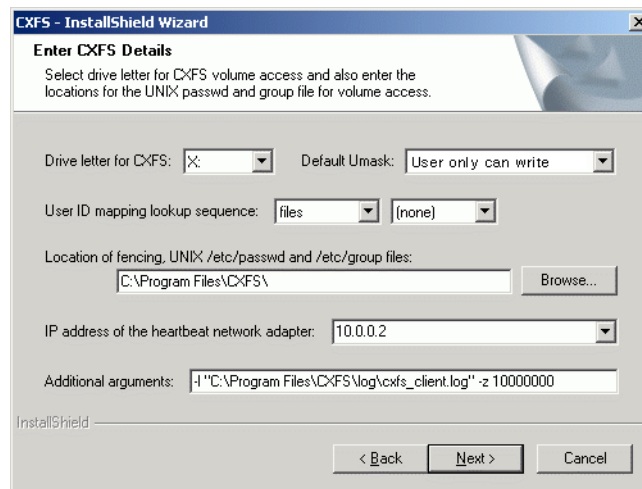 CXFS - InstallShield Wizard
Enter CXFS Details
Select drive letter for CXFS volume access and also enter the
locations for the UNIX passwd and group file for volume access.
Drive letter for CXFS: X: Default Umask: User only can write
User ID mapping lookup sequence: files (none)
Location of fencing, UNIX /etc/passwd and /etc/group files:
C:\Program Files\CXFS\ Browse...
IP address of the heartbeat network adapter: 10.0.0.2
Additional arguments: -l "C:\Program Files\CXFS\log\cxfs_client.log" -z 10000000
InstallShield
< Back Next > Cancel